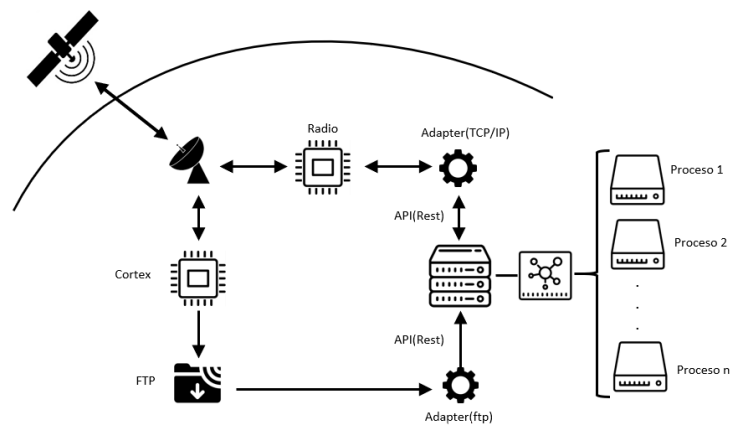 Radio
Adapter(TCP/IP)
Proceso 1
API(Rest)
Proceso 2
Cortex
API(Rest)
FTP
Proceso n
Adapter(ftp)